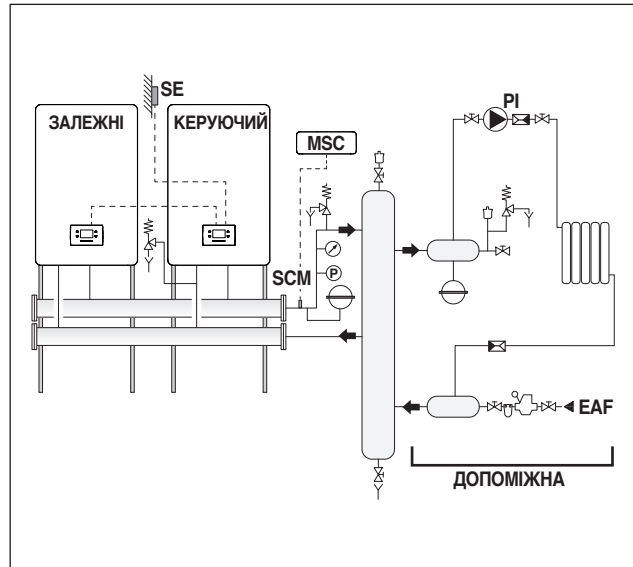 SE
PI
ЗАЛЕЖНІ
КЕРУЮЧИЙ
MSC
SCM
P
EAF
ДОПОМІЖНА